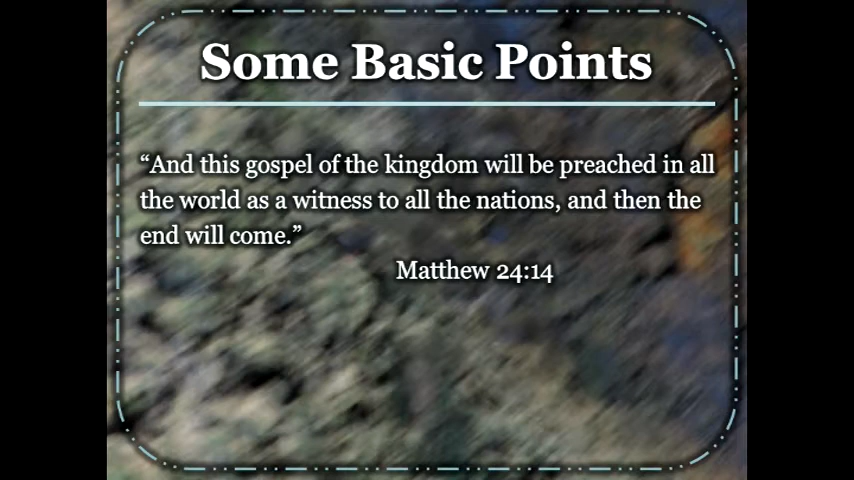 Some Basic Points
“And this gospel of the kingdom will be preached in all
the world as a witness to all the nations, and then the
end will come.”
Matthew 24:14